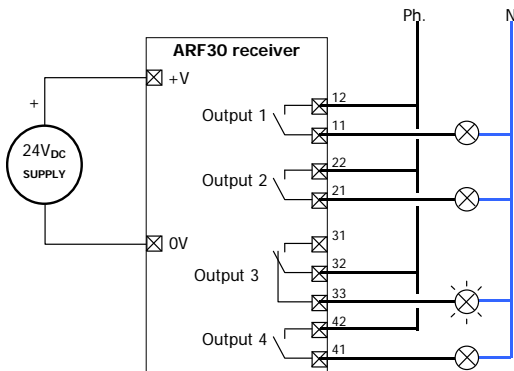 Ph.
N
ARF30 receiver
+V
+
24VDC
SUPPLY
0V
Output 1
12
11
Output 2
22
21
Output 3
31
32
33
Output 4
42
41